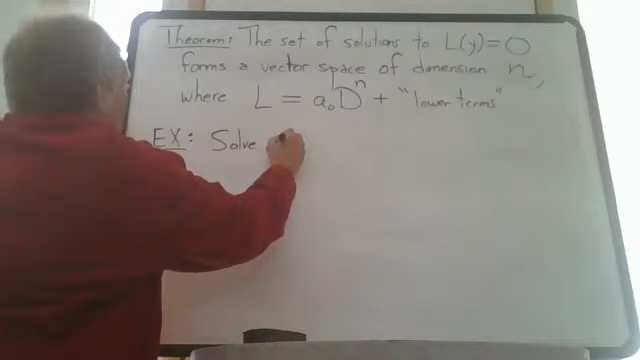 Theorem: The set of solutions to L(y)=0
forms a vector space of dimension n,
where L = a₀Dⁿ + "lower terms"
EX: Solve